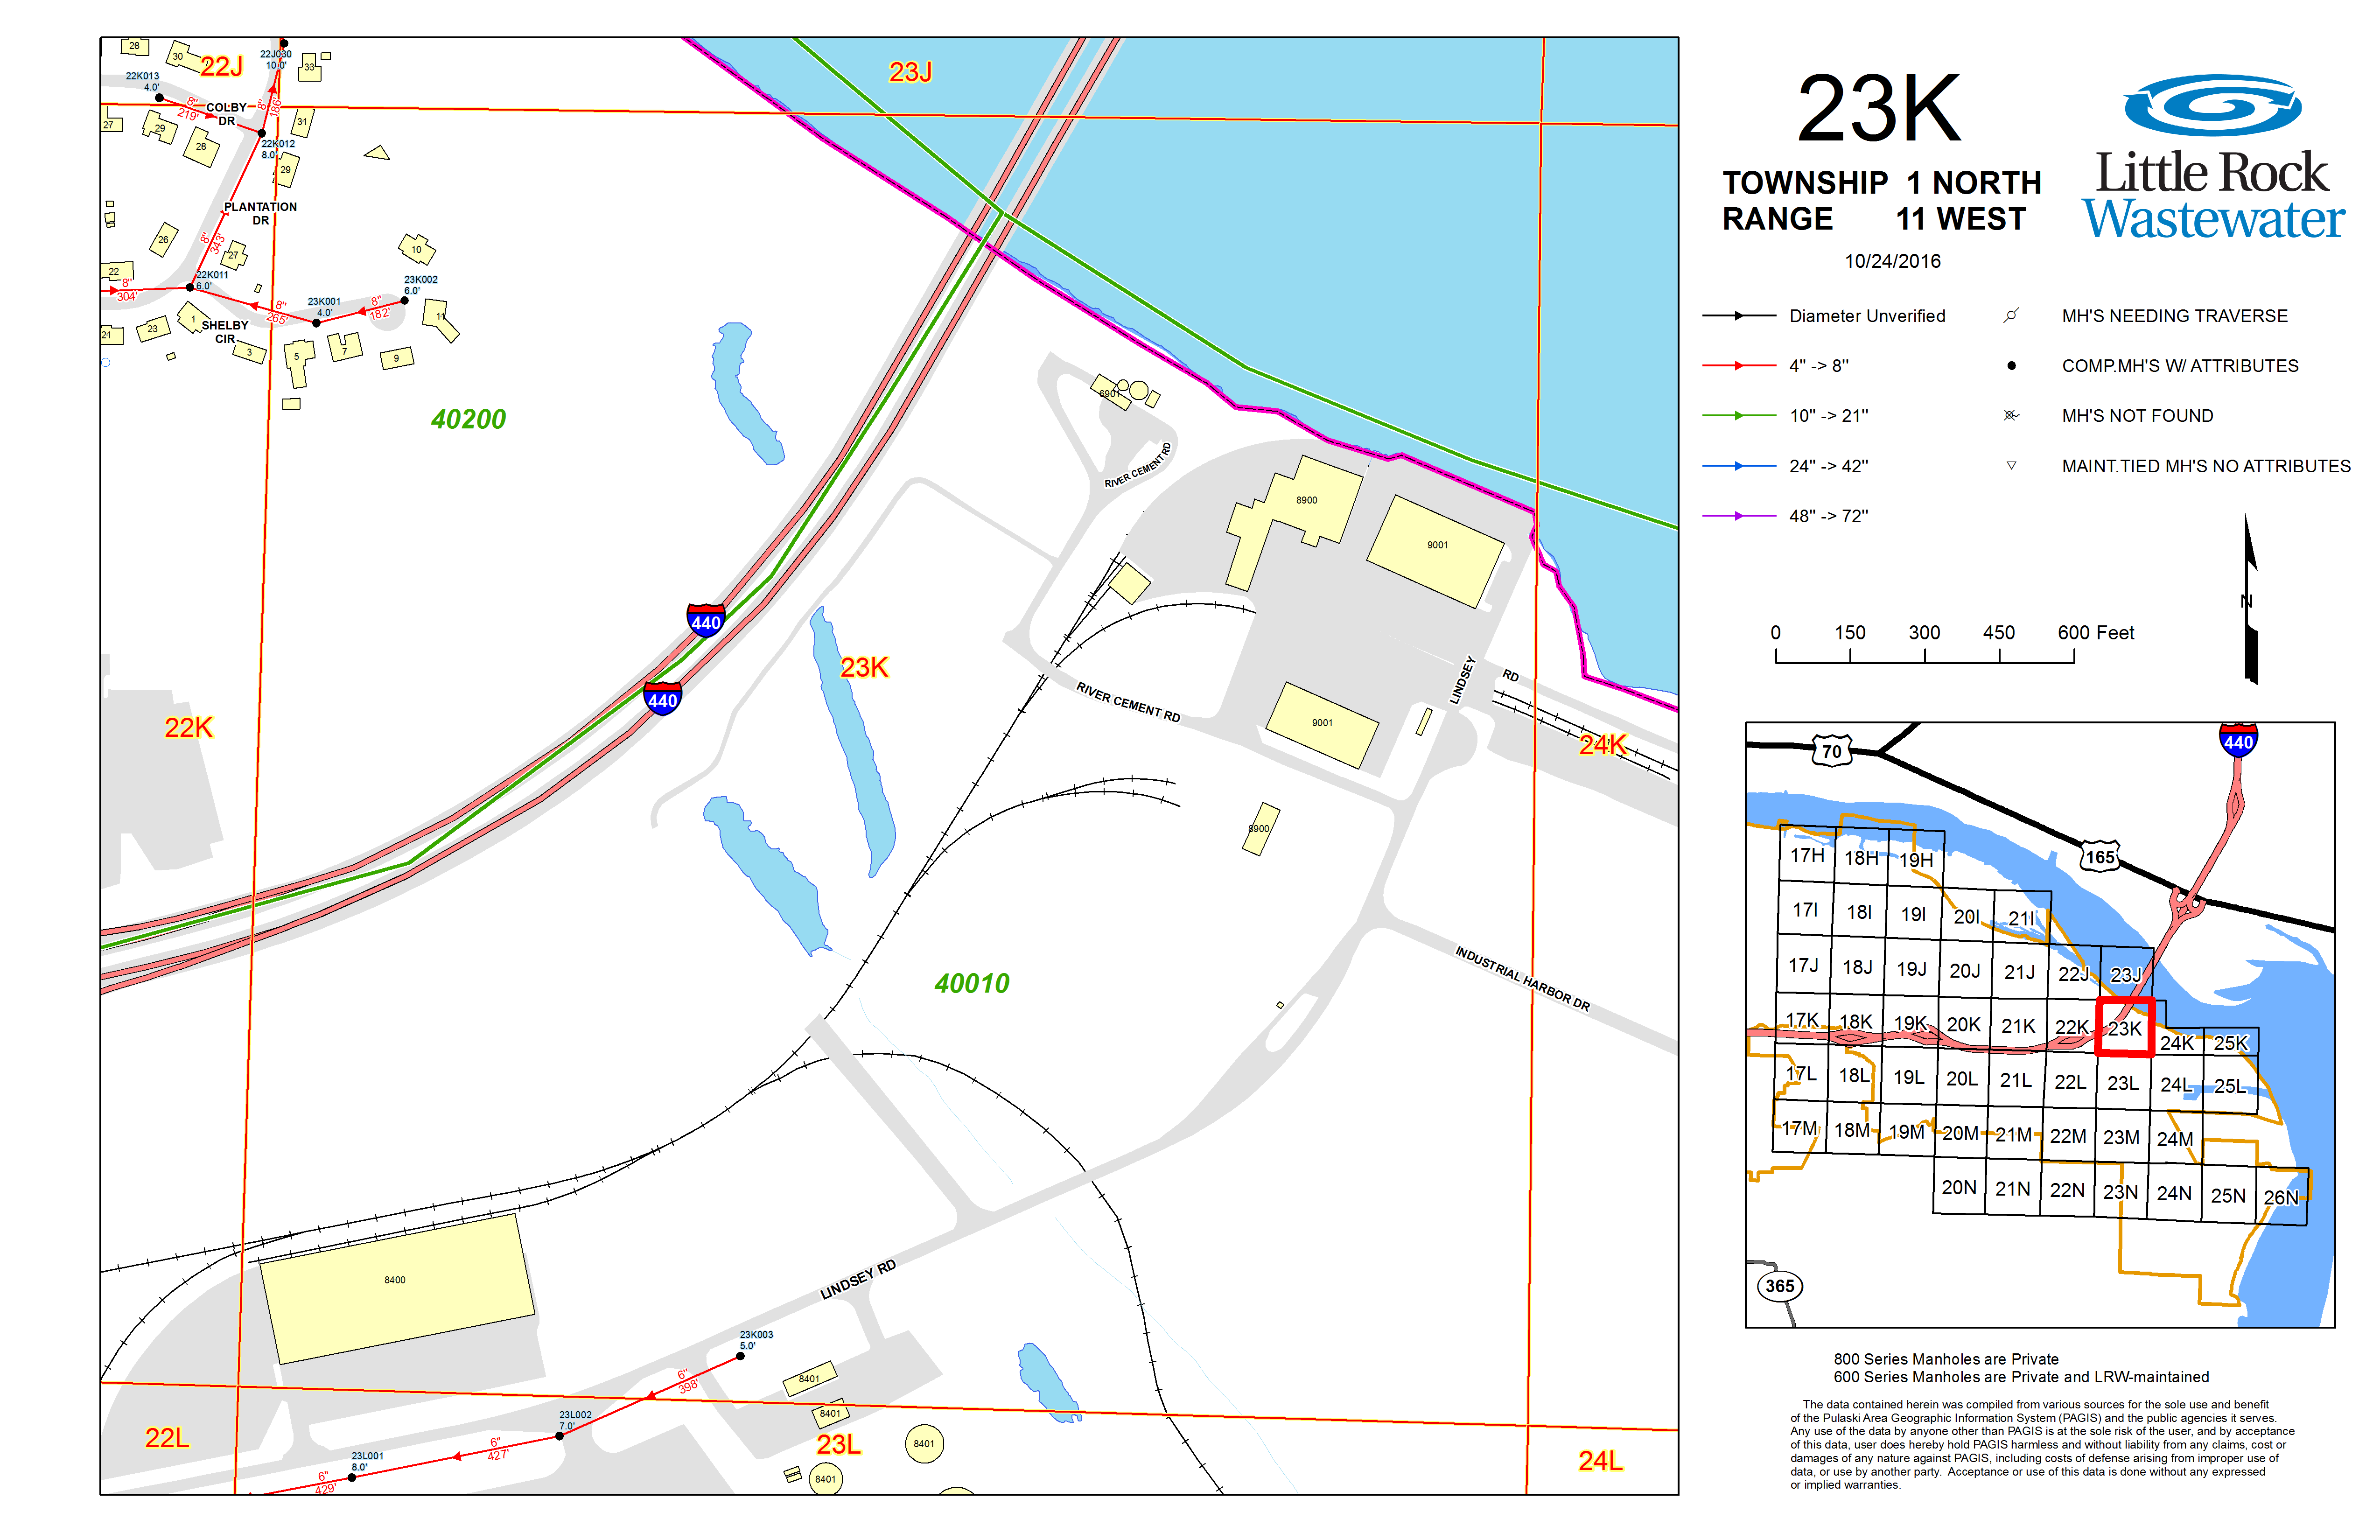 28
30
22J
22J030
10.0'
33
23J
22K013
4.0'
8"
219'
COLBY
DR
8"
186'
27
29
28
31
22K012
8.0'
29
PLANTATION
DR
8"
343'
26
27
10
22
8"
304'
22K011
6.0'
23K002
6.0'
8"
265'
23K001
4.0'
8"
182'
11
21
23
1
SHELBY
CIR
3
5
7
9
40200
6901
RIVER CEMENT RD
8900
9001
440
440
23K
22K
RIVER CEMENT RD
LINDSEY
RD
9001
24K
8900
40010
INDUSTRIAL HARBOR DR
8400
LINDSEY RD
23K003
5.0'
6"
398'
8401
8401
23L002
7.0'
22L
6"
427'
23L
8401
24L
23L001
8.0'
6"
429'
8401
23K
TOWNSHIP 1 NORTH
RANGE 11 WEST
10/24/2016
Little Rock
Wastewater
Diameter Unverified
4" -> 8"
10" -> 21"
24" -> 42"
48" -> 72"
MH'S NEEDING TRAVERSE
COMP.MH'S W/ ATTRIBUTES
MH'S NOT FOUND
MAINT.TIED MH'S NO ATTRIBUTES
N
0 150 300 450 600 Feet
440
70
165
17H 18H 19H
17I 18I 19I 20I 21I
17J 18J 19J 20J 21J 22J 23J
17K 18K 19K 20K 21K 22K 23K 24K 25K
17L 18L 19L 20L 21L 22L 23L 24L 25L
17M 18M 19M 20M 21M 22M 23M 24M
20N 21N 22N 23N 24N 25N 26N
365
800 Series Manholes are Private
600 Series Manholes are Private and LRW-maintained
The data contained herein was compiled from various sources for the sole use and benefit
of the Pulaski Area Geographic Information System (PAGIS) and the public agencies it serves.
Any use of the data by anyone other than PAGIS is at the sole risk of the user, and by acceptance
of this data, user does hereby hold PAGIS harmless and without liability from any claims, cost or
damages of any nature against PAGIS, including costs of defense arising from improper use of
data, or use by another party. Acceptance or use of this data is done without any expressed
or implied warranties.